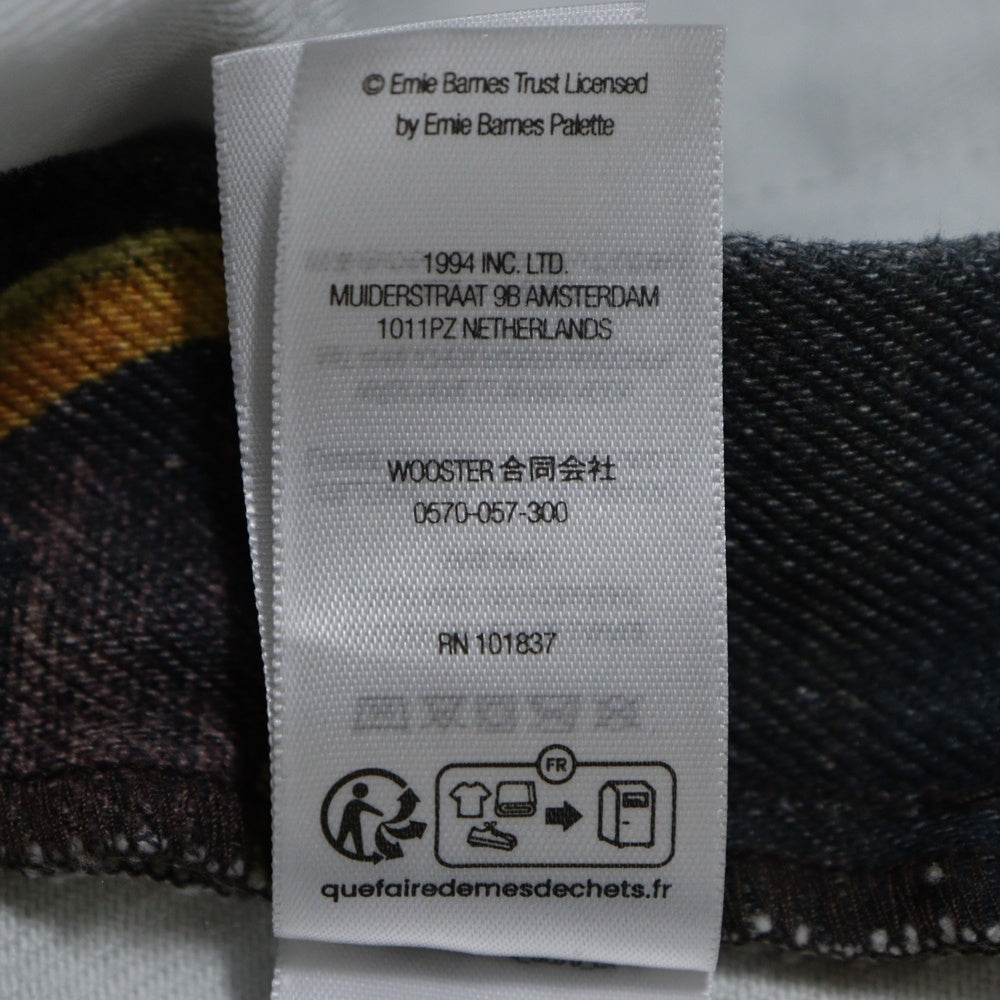 © Ernie Barnes Trust Licensed
by Ernie Barnes Palette
1994 INC. LTD.
MUIDERSTRAAT 9B AMSTERDAM
1011PZ NETHERLANDS
WOOSTER 合同会社
0570-057-300
RN 101837
FR
quefairedemesdechets.fr